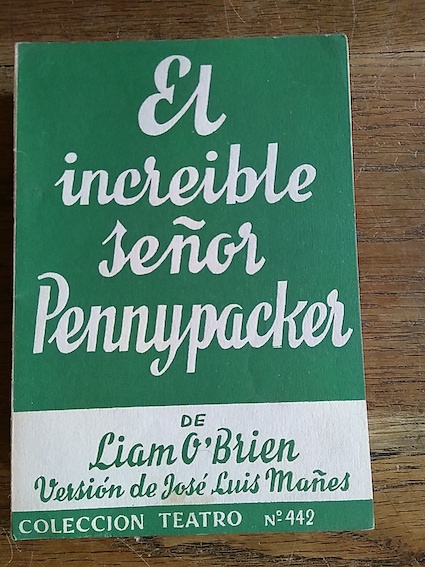 El
increible
señor
Pennypacker
DE
Liam O'Brien
Versión de José Luis Mañes
COLECCION TEATRO Nº 442